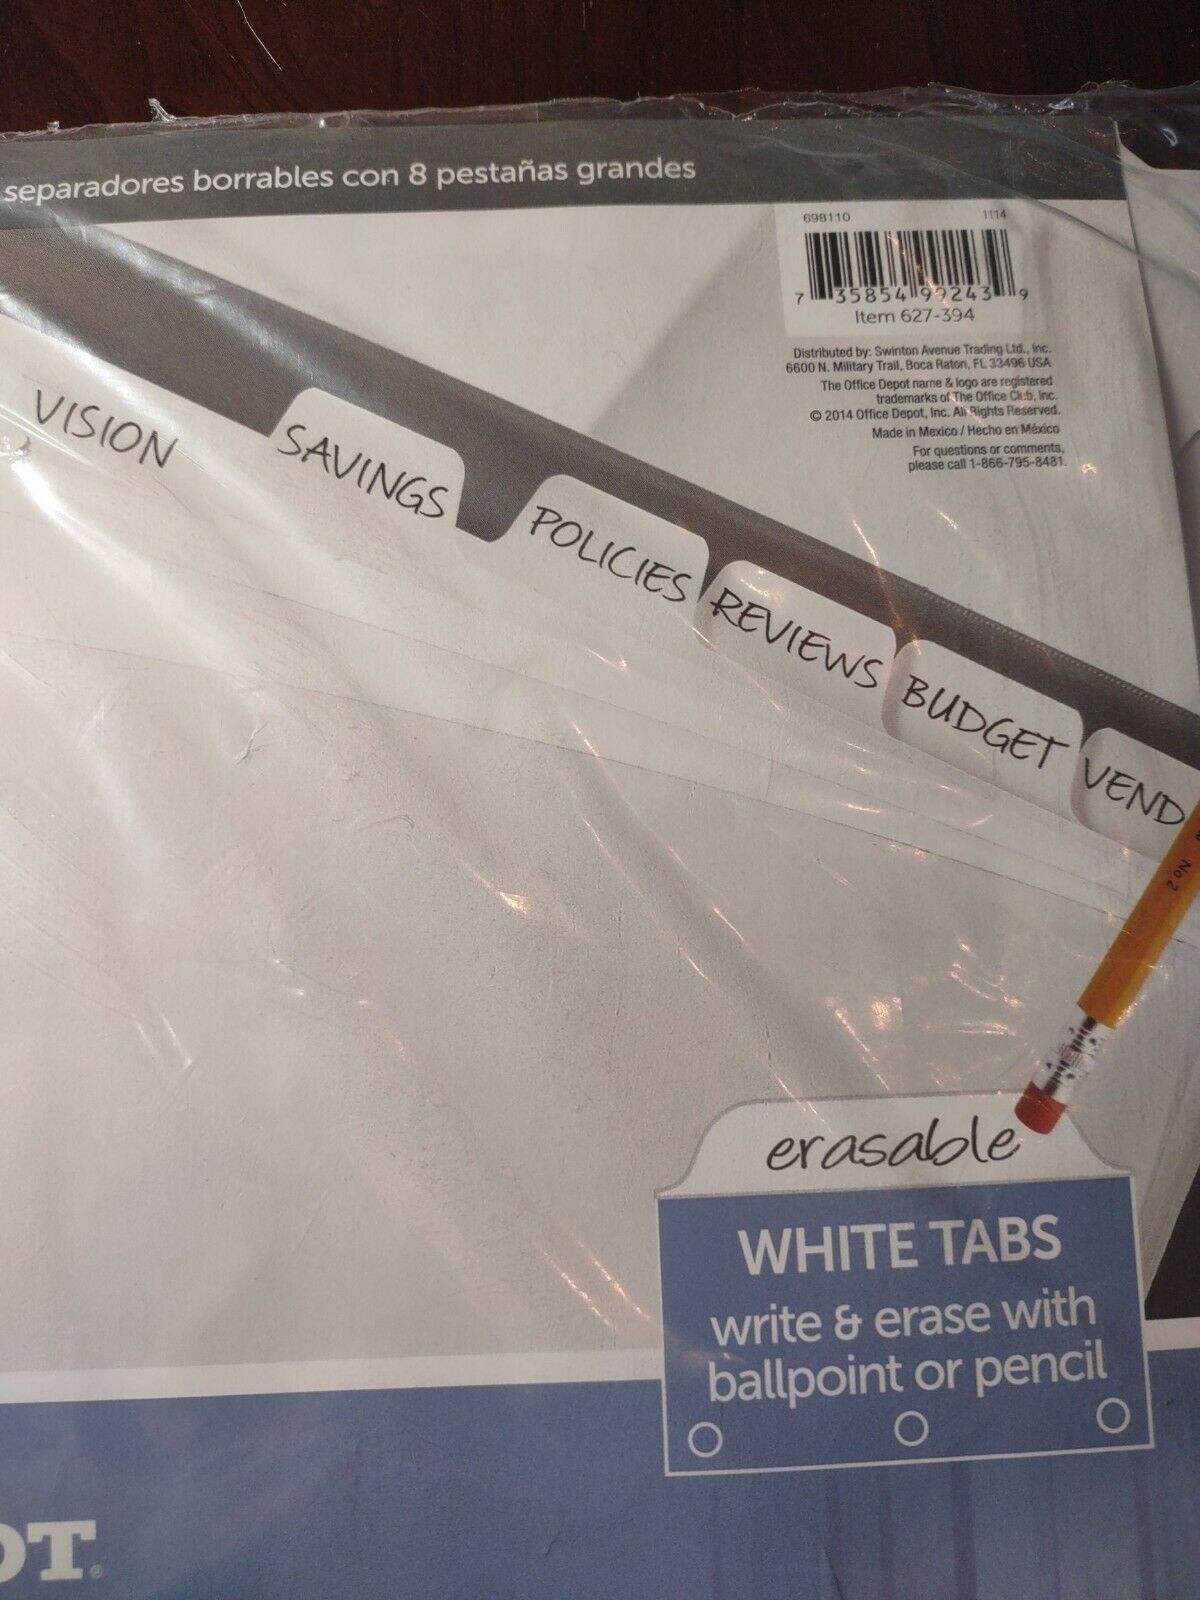 separadores borrables con 8 pestañas grandes
698110 1114
7 35854 99243 9
Item 627-394
Distributed by: Swinton Avenue Trading Ltd., Inc.
6600 N. Military Trail, Boca Raton, FL 33496 USA
The Office Depot name & logo are registered
trademarks of The Office Club, Inc.
© 2014 Office Depot, Inc. All Rights Reserved.
Made in Mexico / Hecho en México
For questions or comments,
please call 1-866-795-8481.
VISION
SAVINGS
POLICIES
REVIEWS
BUDGET
VEND
No 2
erasable
WHITE TABS
write & erase with
ballpoint or pencil
OT®